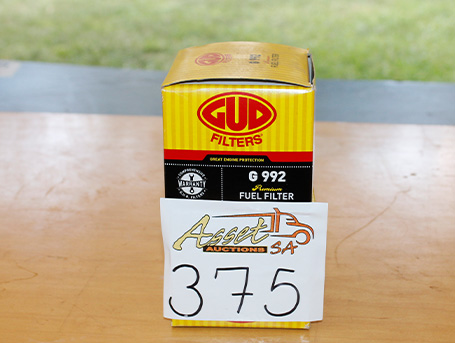 GUD
FILTERS
GREAT ENGINE PROTECTION
G 992
WARRANTY
Premium
FUEL FILTER
Asset
AUCTIONS SA
375